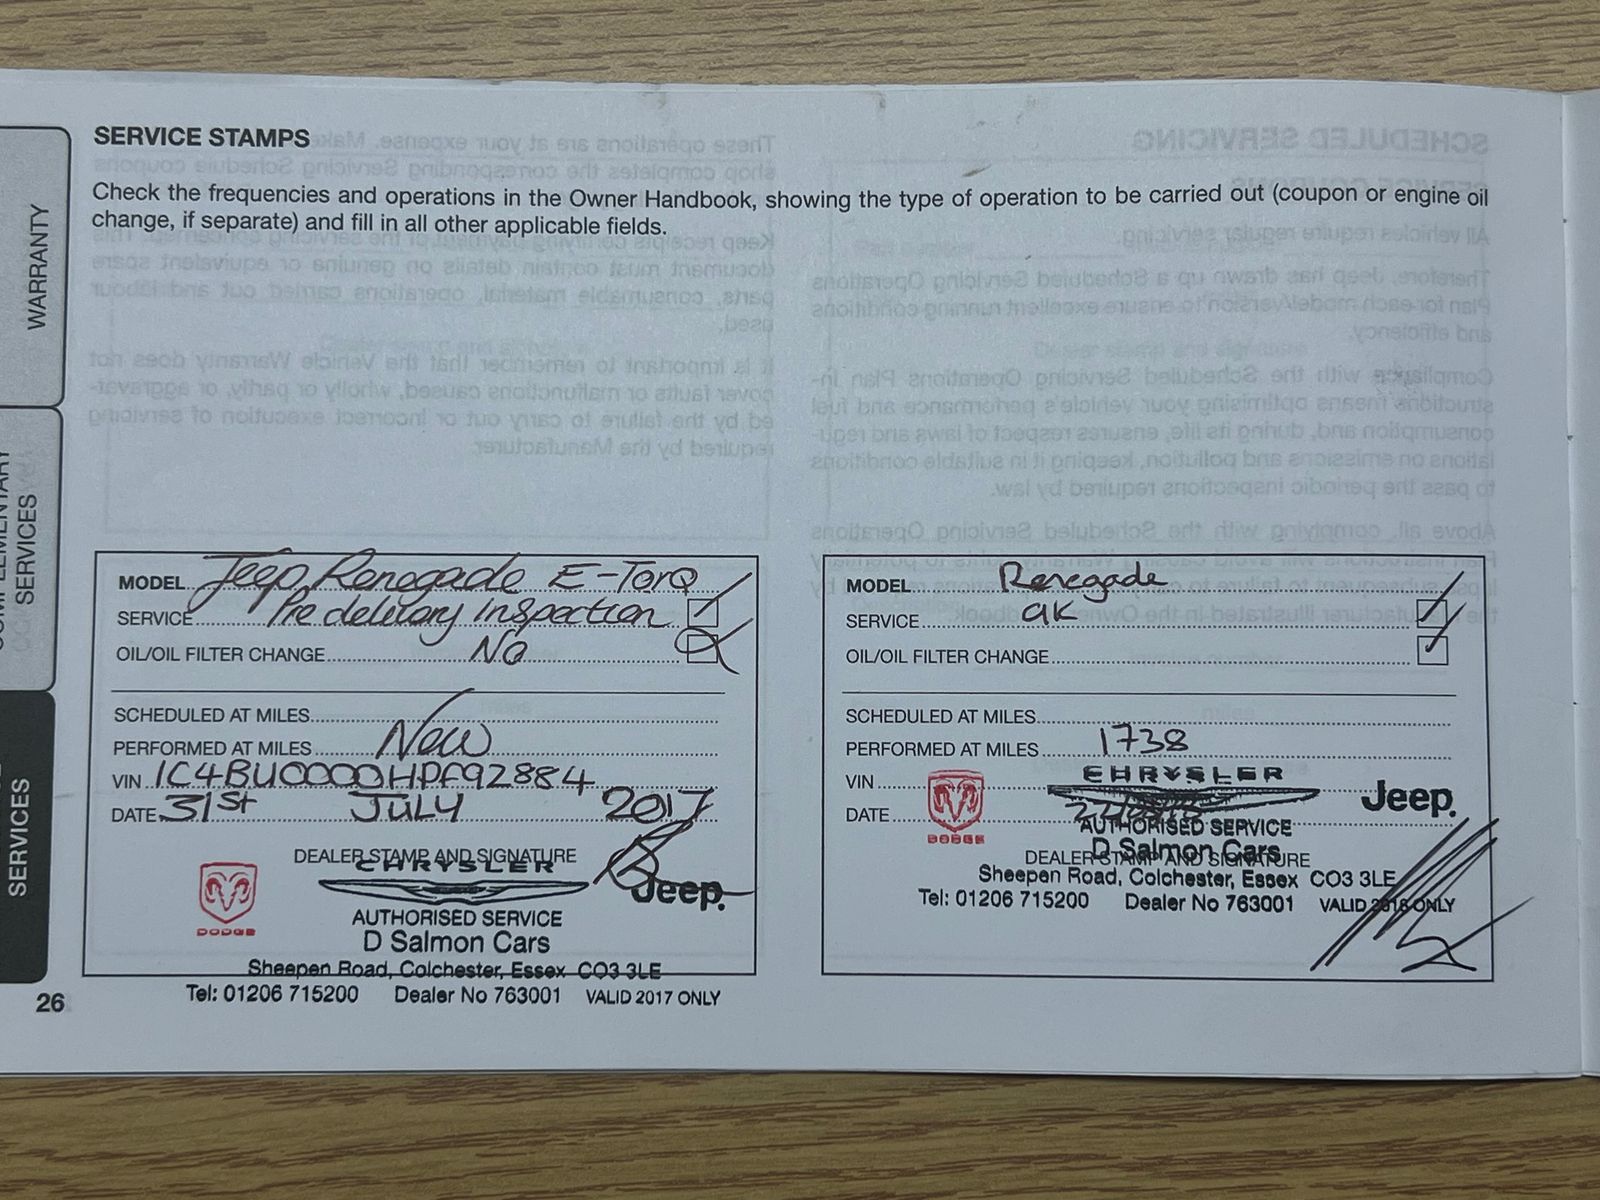 SERVICE STAMPS
Check the frequencies and operations in the Owner Handbook, showing the type of operation to be carried out (coupon or engine oil
change, if separate) and fill in all other applicable fields.
WARRANTY
SERVICES
SERVICES
26
MODEL Jeep Renegade E-TorQ
SERVICE Pre delivery Inspection
OIL/OIL FILTER CHANGE No
SCHEDULED AT MILES
PERFORMED AT MILES New
VIN 1C4BU0000HPF92884
DATE 31st JULY 2017
DEALER STAMP AND SIGNATURE
CHRYSLER
DODGE
Jeep.
AUTHORISED SERVICE
D Salmon Cars
Sheepen Road, Colchester, Essex CO3 3LE
Tel: 01206 715200 Dealer No 763001 VALID 2017 ONLY
MODEL Renegade
SERVICE 9K
OIL/OIL FILTER CHANGE
SCHEDULED AT MILES
PERFORMED AT MILES 1738
VIN
DATE
CHRYSLER
DODGE
Jeep.
AUTHORISED SERVICE
D Salmon Cars
DEALER STAMP AND SIGNATURE
Sheepen Road, Colchester, Essex CO3 3LE
Tel: 01206 715200 Dealer No 763001 VALID 2018 ONLY